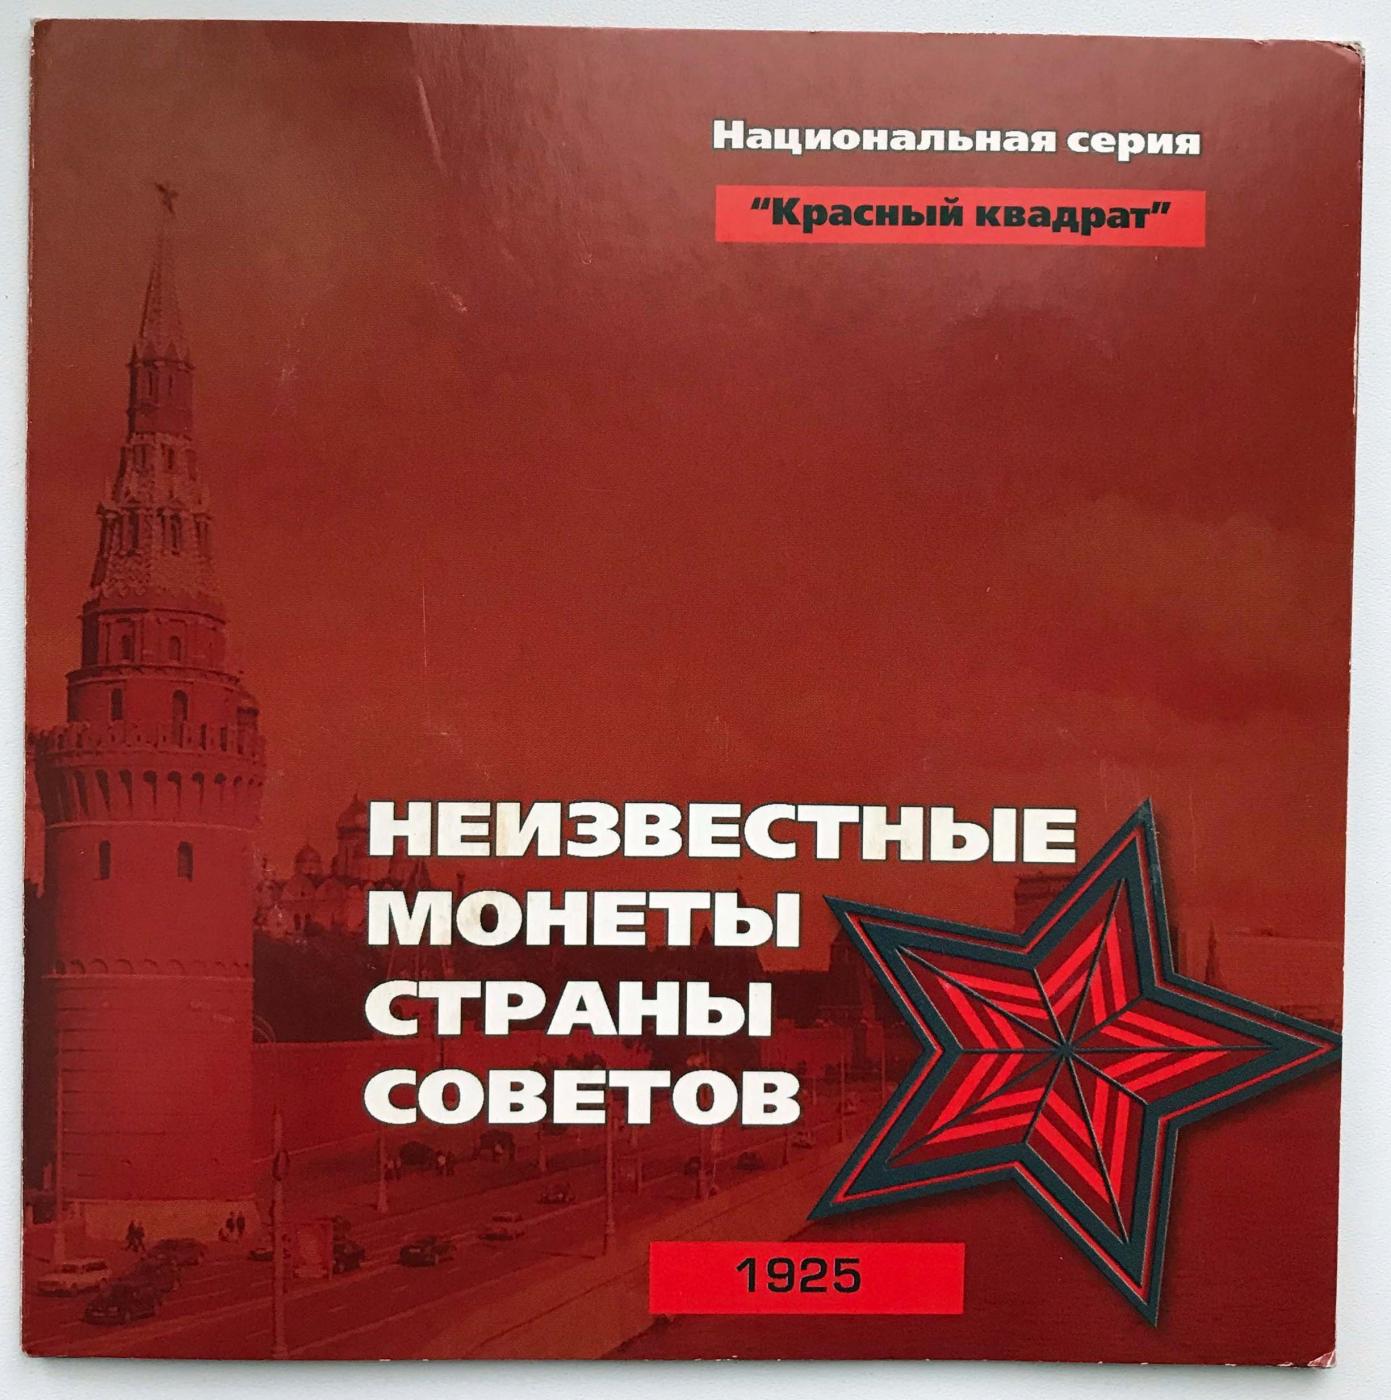 Национальная серия
“Красный квадрат”
НЕИЗВЕСТНЫЕ
МОНЕТЫ
СТРАНЫ
СОВЕТОВ
1925